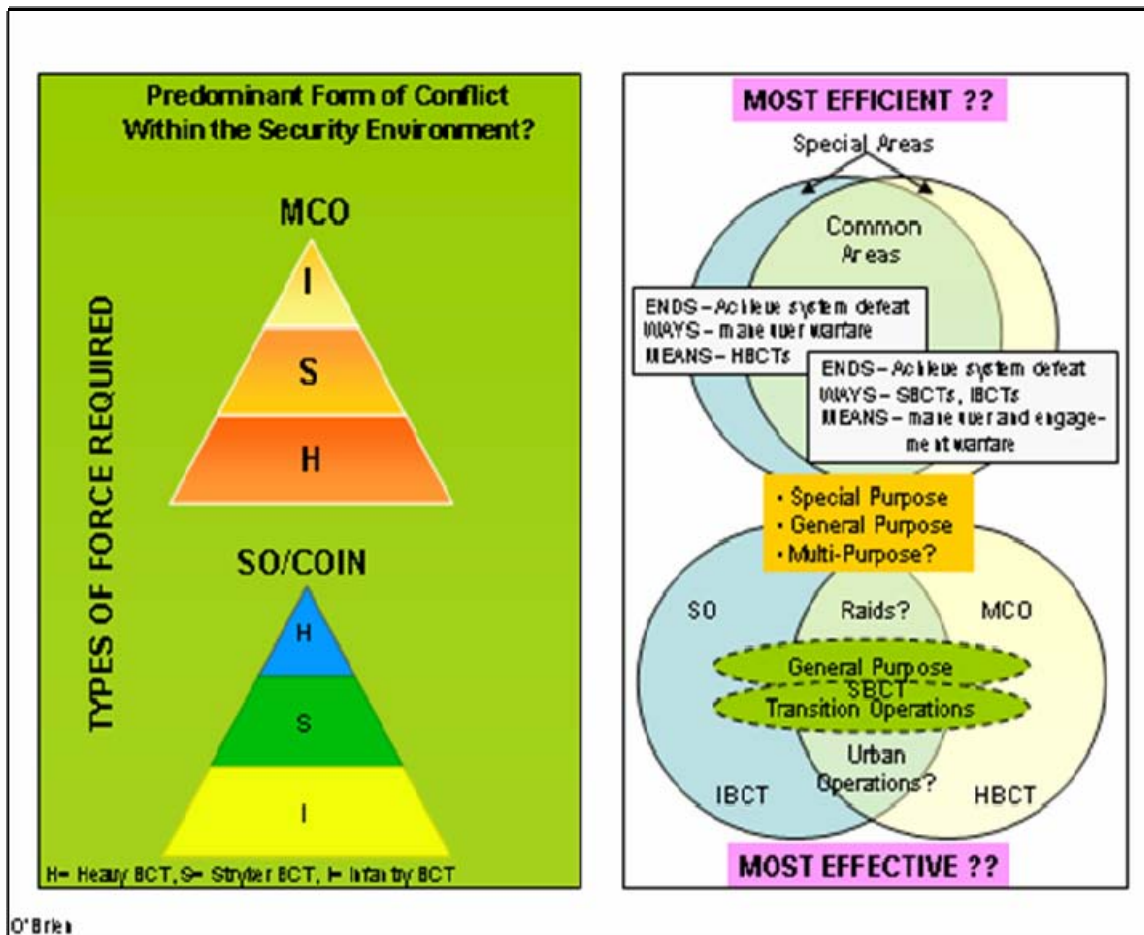 Predominant Form of Conflict
Within the Security Environment?
TYPES OF FORCE REQUIRED
MCO
I
S
H
SO/COIN
H
S
I
H= Heavy BCT, S= Stryker BCT, I= Infantry BCT
MOST EFFICIENT ??
Special Areas
Common
Areas
ENDS – Achieve system defeat
WAYS – maneuver warfare
MEANS – HBCTs
ENDS – Achieve system defeat
WAYS – SBCTs, IBCTs
MEANS – maneuver and engage-
ment warfare
• Special Purpose
• General Purpose
• Multi-Purpose?
SO
Raids?
MCO
General Purpose
SBCT
Transition Operations
Urban
Operations?
IBCT
HBCT
MOST EFFECTIVE ??
O'Brien